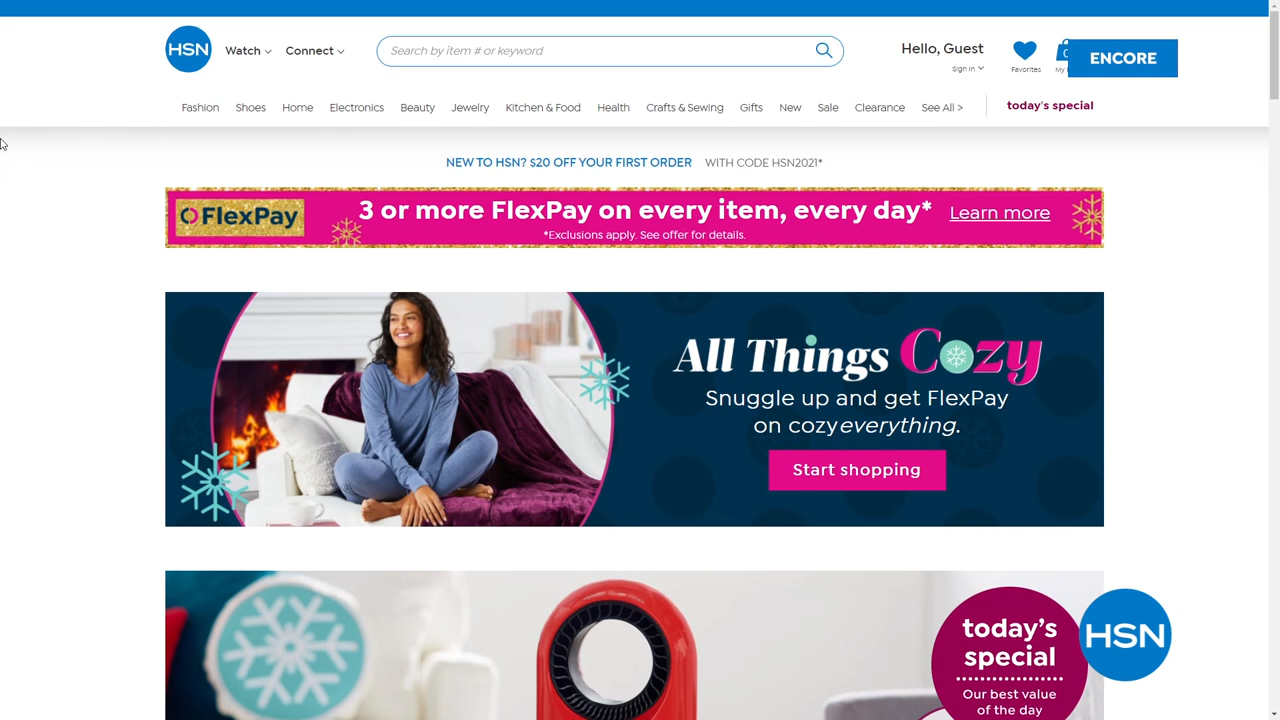 HSN
Watch
Connect
Search by item # or keyword
Hello, Guest
Sign In
Favorites
My
ENCORE
Fashion
Shoes
Home
Electronics
Beauty
Jewelry
Kitchen & Food
Health
Crafts & Sewing
Gifts
New
Sale
Clearance
See All >
today's special
NEW TO HSN? $20 OFF YOUR FIRST ORDER WITH CODE HSN2021*
FlexPay
3 or more FlexPay on every item, every day* Learn more
*Exclusions apply. See offer for details.
All Things Cozy
Snuggle up and get FlexPay
on cozy everything.
Start shopping
today's
special
Our best value
of the day
HSN